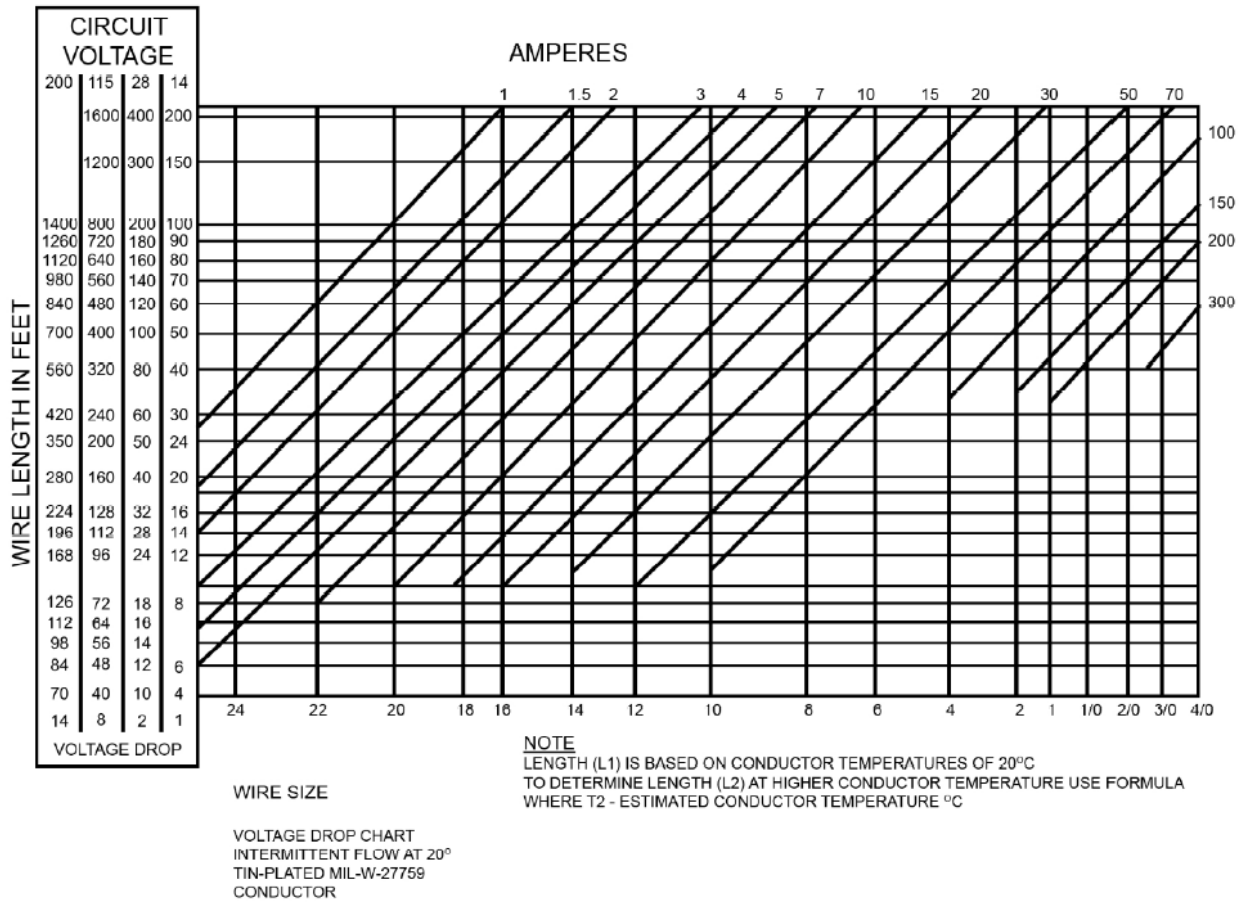 CIRCUIT
VOLTAGE
AMPERES
200 115 28 14
1 1.5 2 3 4 5 7 10 15 20 30 50 70
1600 400 200
100
1200 300 150
150
1400 800 200 100
1260 720 180 90
200
1120 640 160 80
980 560 140 70
840 480 120 60
300
700 400 100 50
560 320 80 40
420 240 60 30
350 200 50 24
280 160 40 20
224 128 32 16
196 112 28 14
168 96 24 12
126 72 18 8
112 64 16
98 56 14
84 48 12 6
70 40 10 4
14 8 2 1
WIRE LENGTH IN FEET
24 22 20 18 16 14 12 10 8 6 4 2 1 1/0 2/0 3/0 4/0
VOLTAGE DROP
NOTE
LENGTH (L1) IS BASED ON CONDUCTOR TEMPERATURES OF 20ºC
TO DETERMINE LENGTH (L2) AT HIGHER CONDUCTOR TEMPERATURE USE FORMULA
WHERE T2 - ESTIMATED CONDUCTOR TEMPERATURE ºC
WIRE SIZE
VOLTAGE DROP CHART
INTERMITTENT FLOW AT 20º
TIN-PLATED MIL-W-27759
CONDUCTOR